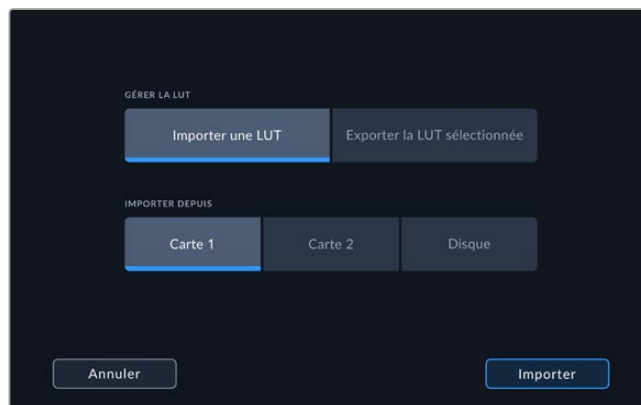 GÉRER LA LUT
Importer une LUT Exporter la LUT sélectionnée
IMPORTER DEPUIS
Carte 1 Carte 2 Disque
Annuler Importer